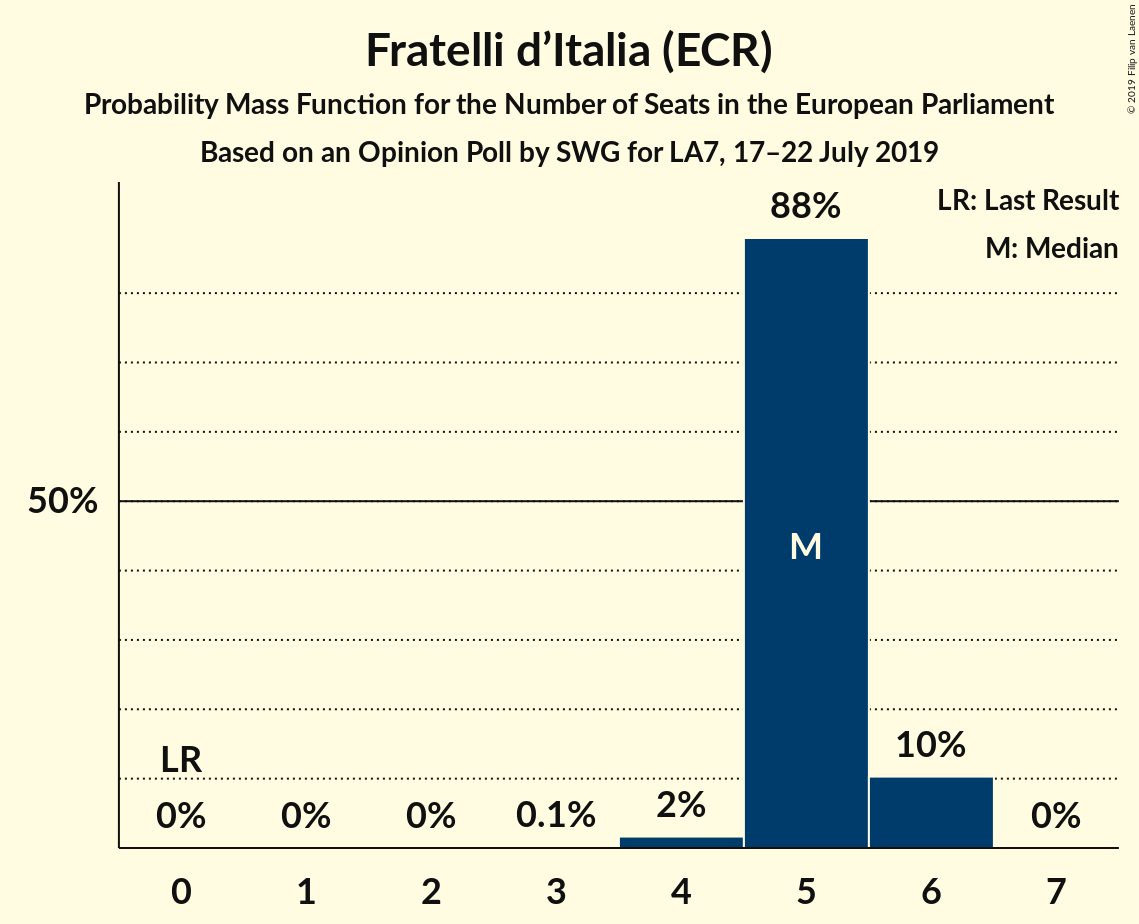 Fratelli d’Italia (ECR)
Probability Mass Function for the Number of Seats in the European Parliament
Based on an Opinion Poll by SWG for LA7, 17–22 July 2019
© 2019 Filip van Laenen
LR: Last Result
M: Median
88%
50%
M
LR
0% 0% 0% 0.1% 2% 10% 0%
0 1 2 3 4 5 6 7